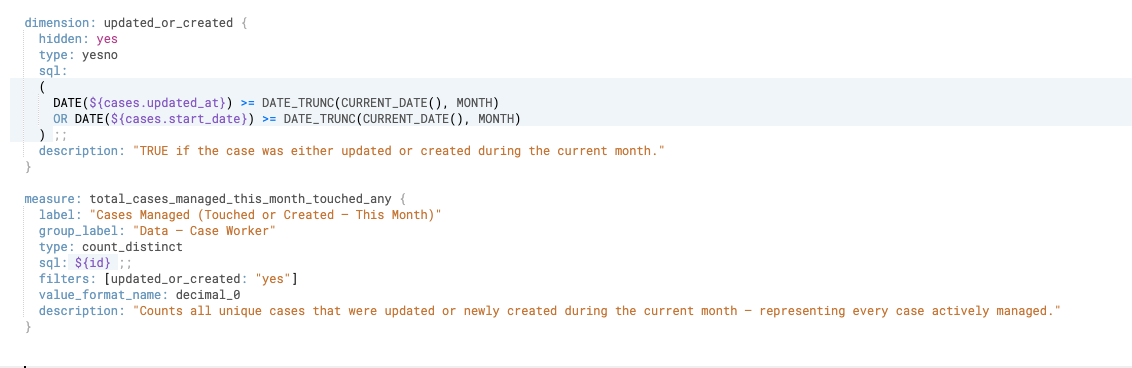 dimension: updated_or_created {
hidden: yes
type: yesno
sql:
(
DATE(${cases.updated_at}) >= DATE_TRUNC(CURRENT_DATE(), MONTH)
OR DATE(${cases.start_date}) >= DATE_TRUNC(CURRENT_DATE(), MONTH)
) ;;
description: "TRUE if the case was either updated or created during the current month."
}
measure: total_cases_managed_this_month_touched_any {
label: "Cases Managed (Touched or Created – This Month)"
group_label: "Data – Case Worker"
type: count_distinct
sql: ${id} ;;
filters: [updated_or_created: "yes"]
value_format_name: decimal_0
description: "Counts all unique cases that were updated or newly created during the current month — representing every case actively managed."
}